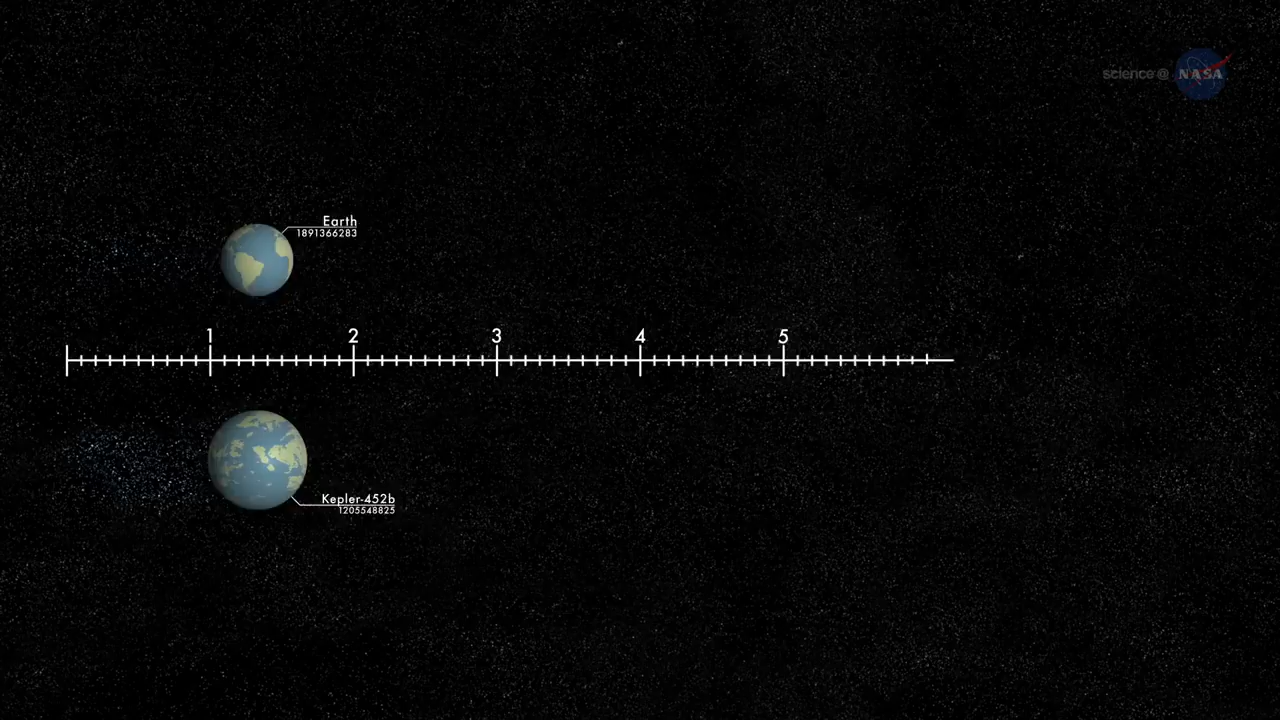 science@ NASA
Earth
1891366283
1 2 3 4 5
Kepler-452b
1205548825